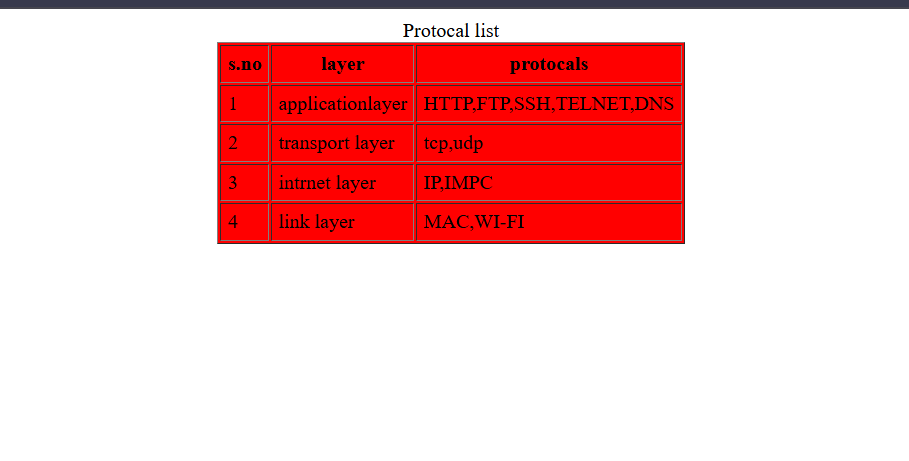 Protocal list
s.no layer protocals
1 applicationlayer HTTP,FTP,SSH,TELNET,DNS
2 transport layer tcp,udp
3 intrnet layer IP,IMPC
4 link layer MAC,WI-FI